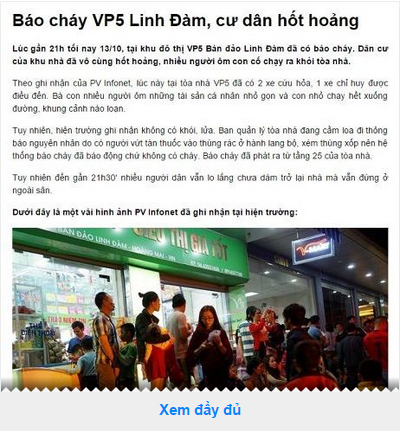 Báo cháy VP5 Linh Đàm, cư dân hốt hoảng
Lúc gần 21h tối nay 13/10, tại khu đô thị VP5 Bán đảo Linh Đàm đã có báo cháy. Dân cư
của khu nhà đã vô cùng hốt hoảng, nhiều người ôm con cố chạy ra khỏi tòa nhà.
Theo ghi nhận của PV Infonet, lúc này tại tòa nhà VP5 đã có 2 xe cứu hỏa, 1 xe chỉ huy được
điều đến. Bà con nhiều người ôm những tài sản cá nhân nhỏ gọn và con nhỏ chạy hết xuống
đường, khung cảnh náo loạn.
Tuy nhiên, hiện trường ghi nhận không có khói, lửa. Ban quản lý tòa nhà đang cầm loa đi thông
báo nguyên nhân do có người vứt tàn thuốc vào thùng rác ở hành lang bộ, xém thùng xốp nên hệ
thống báo cháy đã báo động chứ không có cháy. Báo cháy đã phát ra từ tầng 25 của tòa nhà.
Tuy nhiên đến gần 21h30' nhiều người dân vẫn lo lắng chưa dám trở lại nhà mà vẫn đứng ở
ngoài sân.
Dưới đây là một vài hình ảnh PV Infonet đã ghi nhận tại hiện trường:
SIÊU THỊ GIA TỐT
BÁN ĐẢO LINH ĐÀM - HOÀNG MAI - HN
THẺ
ĐIỆN THOẠI
Xem đầy đủ